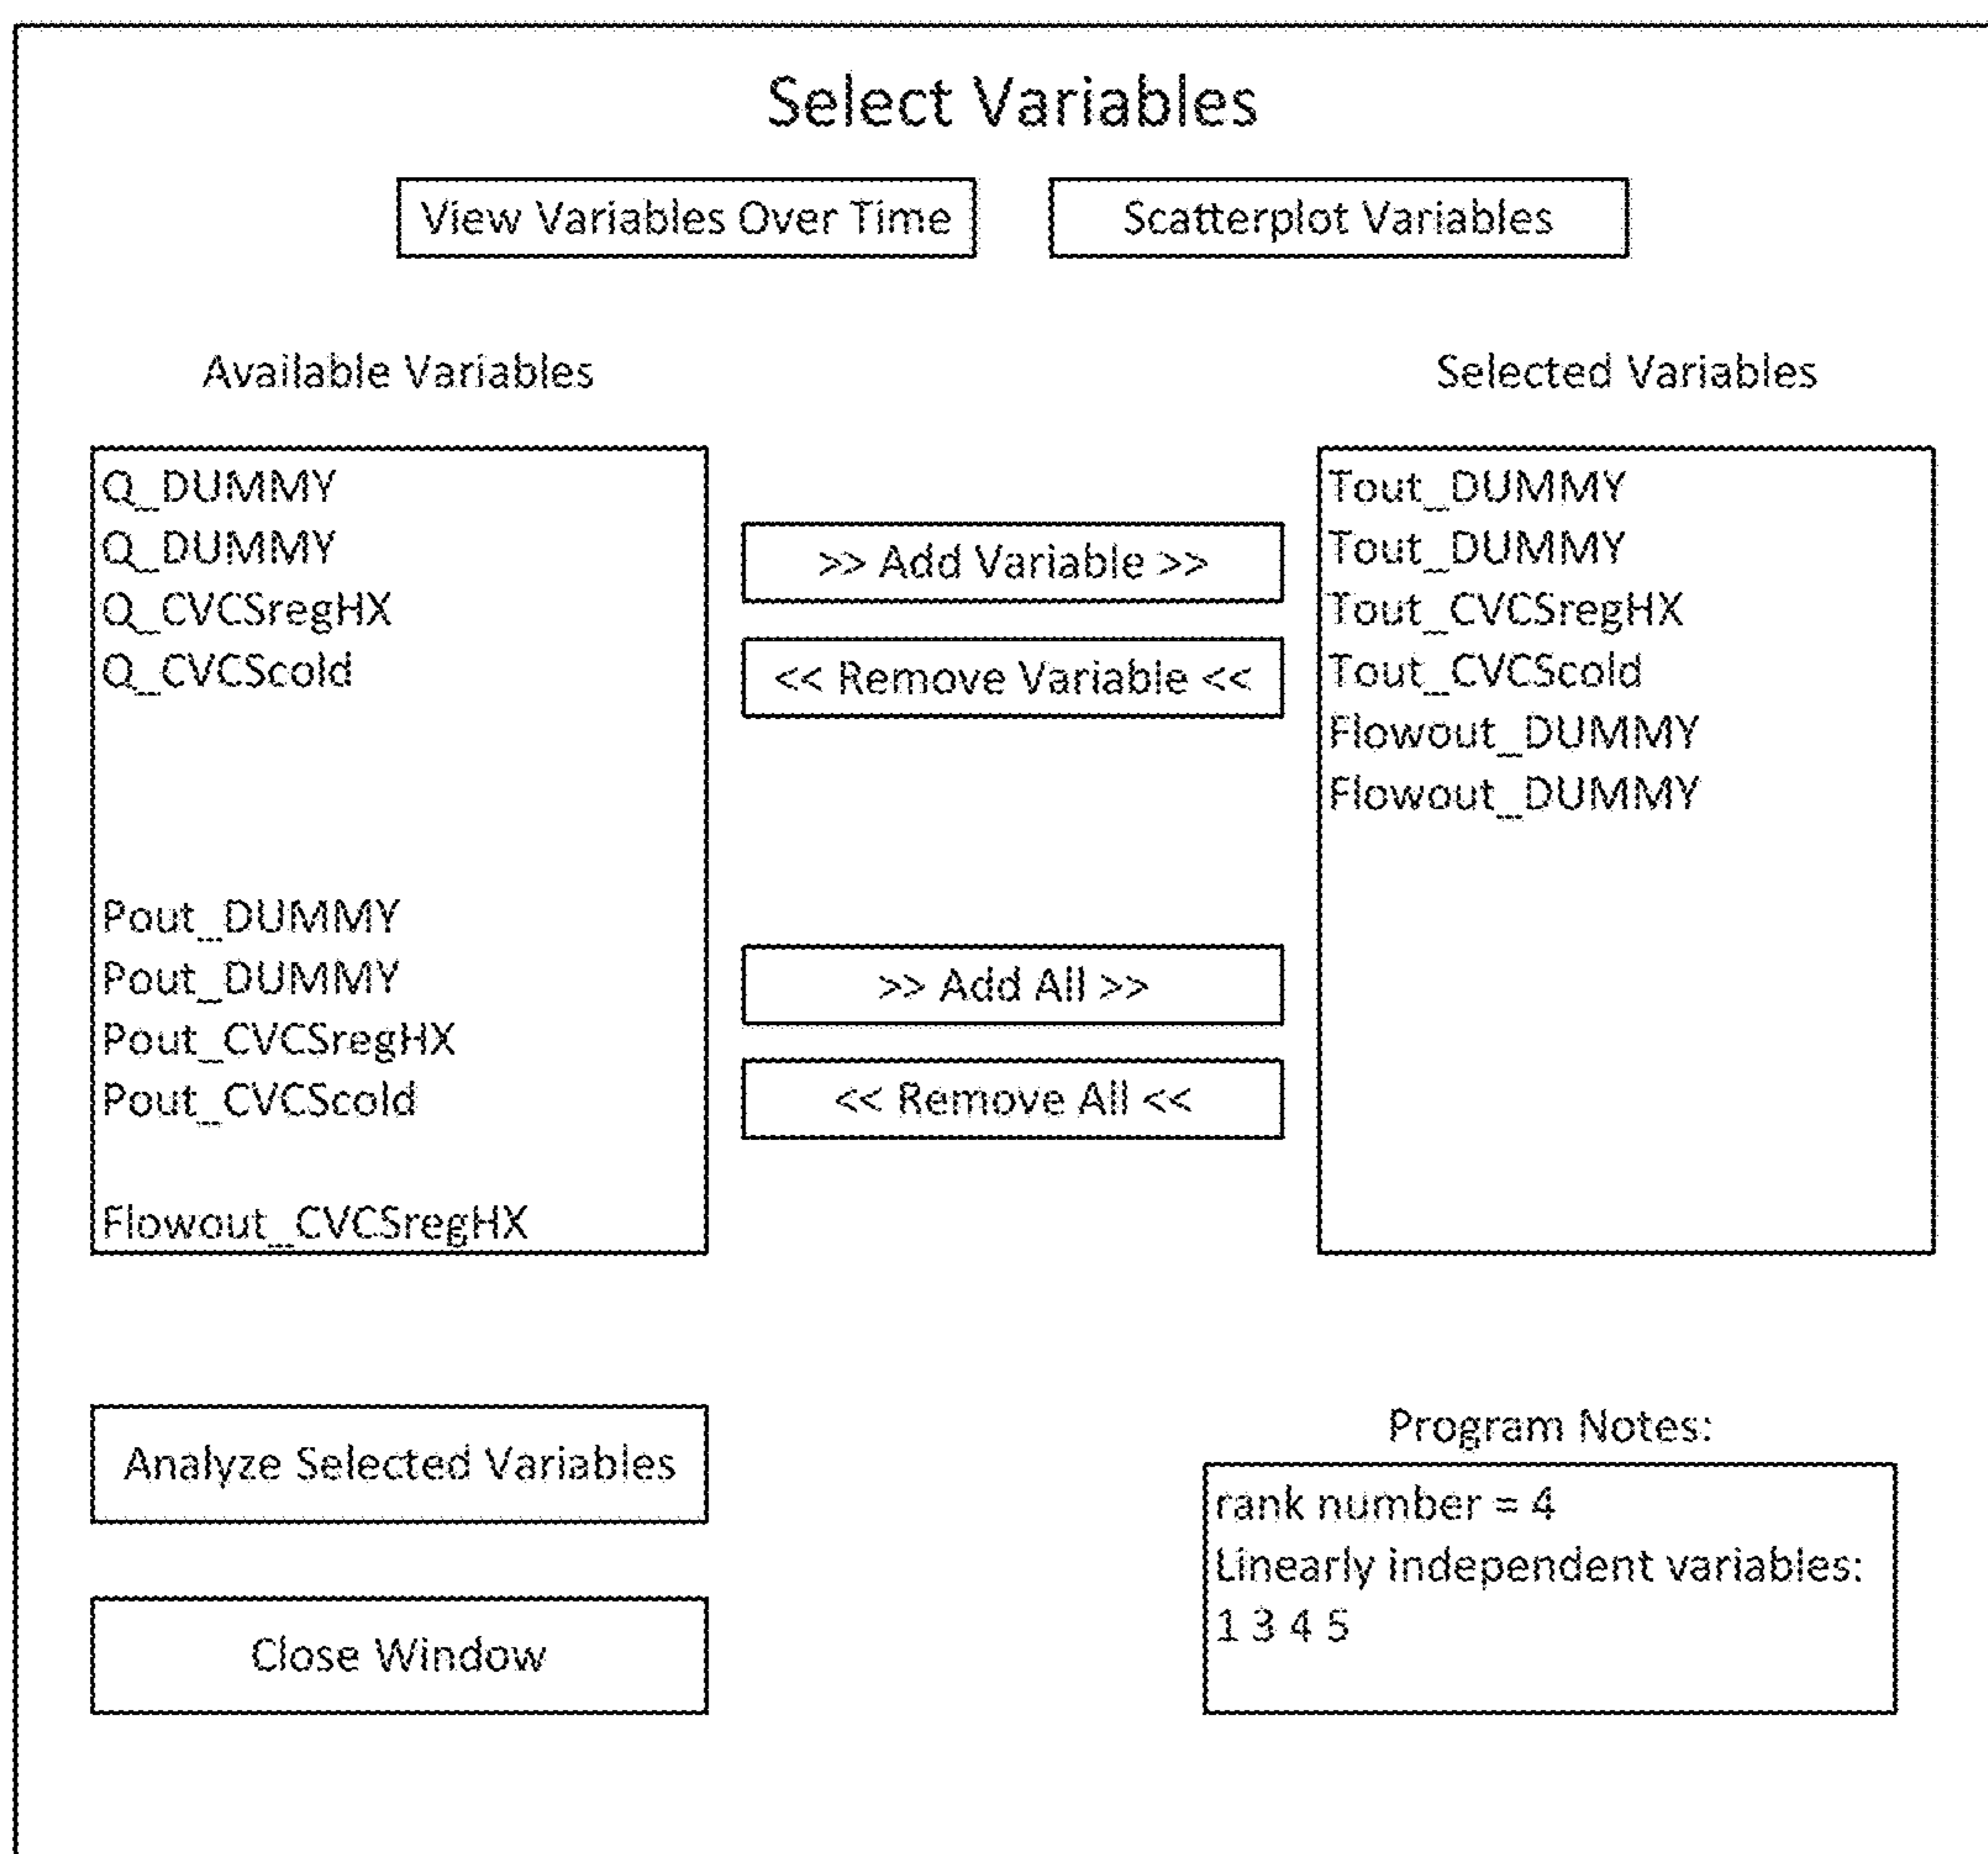 Select Variables
View Variables Over Time
Scatterplot Variables
Available Variables
Q_DUMMY
Q_DUMMY
Q_CVCSregHX
Q_CVCScold
Pout_DUMMY
Pout_DUMMY
Pout_CVCSregHX
Pout_CVCScold
Flowout_CVCSregHX
>> Add Variable >>
<< Remove Variable <<
>> Add All >>
<< Remove All <<
Selected Variables
Tout_DUMMY
Tout_DUMMY
Tout_CVCSregHX
Tout_CVCScold
Flowout_DUMMY
Flowout_DUMMY
Analyze Selected Variables
Close Window
Program Notes:
rank number = 4
Linearly independent variables:
1 3 4 5